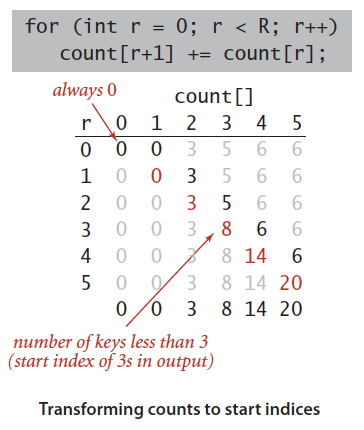 for (int r = 0; r < R; r++)
count[r+1] += count[r];
always 0
count[]
r 0 1 2 3 4 5
0 0 0 3 5 6 6
1 0 0 3 5 6 6
2 0 0 3 5 6 6
3 0 0 3 8 6 6
4 0 0 3 8 14 6
5 0 0 3 8 14 20
0 0 3 8 14 20
number of keys less than 3
(start index of 3s in output)
Transforming counts to start indices